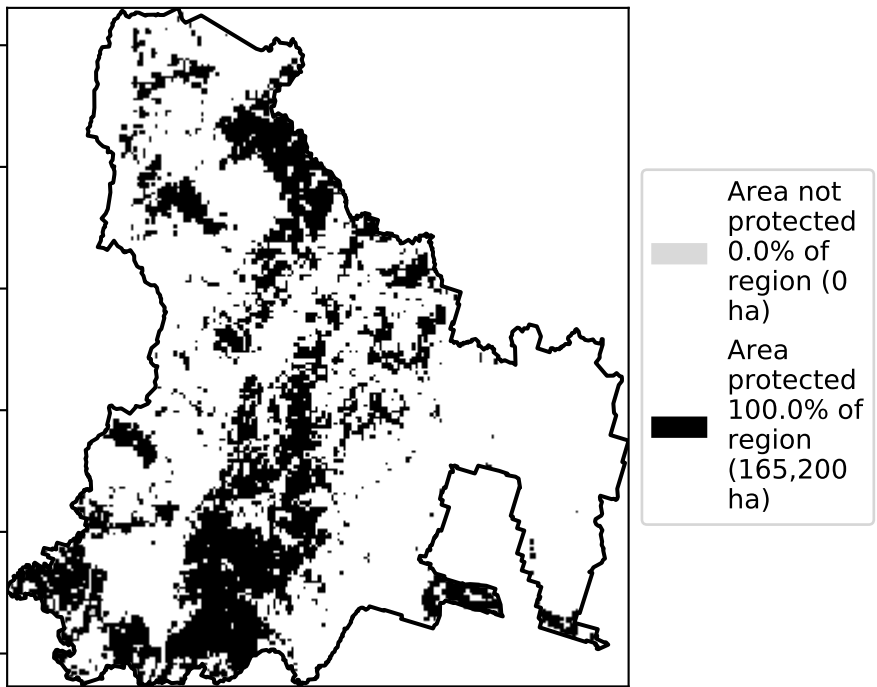 Area not
protected
0.0% of
region (0
ha)
Area
protected
100.0% of
region
(165,200
ha)